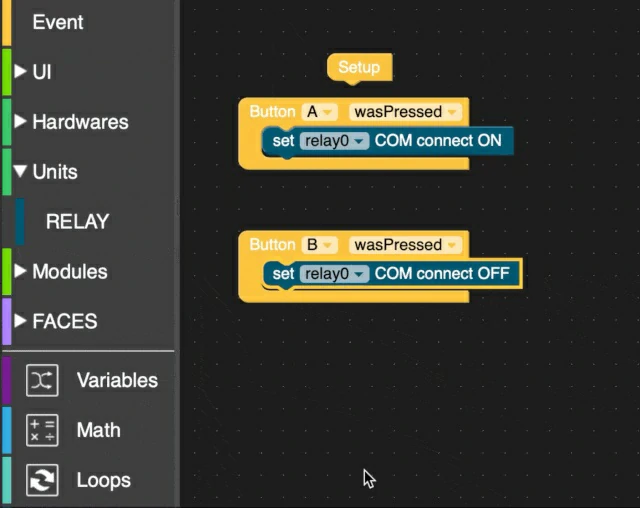 Event
UI
Hardwares
Units
RELAY
Modules
FACES
Variables
Math
Loops
Setup
Button A wasPressed
set relay0 COM connect ON
Button B wasPressed
set relay0 COM connect OFF